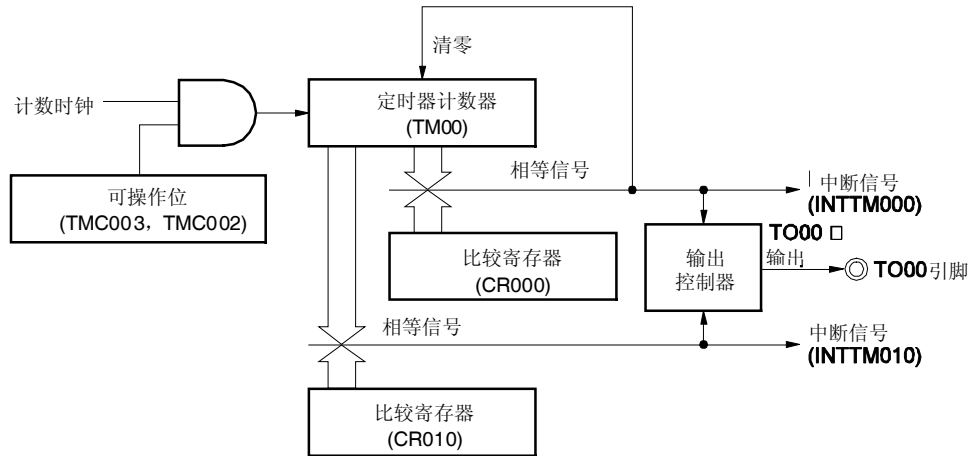 清零
计数时钟
定时器计数器
(TM00)
可操作位
(TMC003，TMC002)
相等信号
中断信号
(INTTM000)
比较寄存器
(CR000)
输出
控制器
TO00 □
输出
TO00引脚
相等信号
中断信号
(INTTM010)
比较寄存器
(CR010)